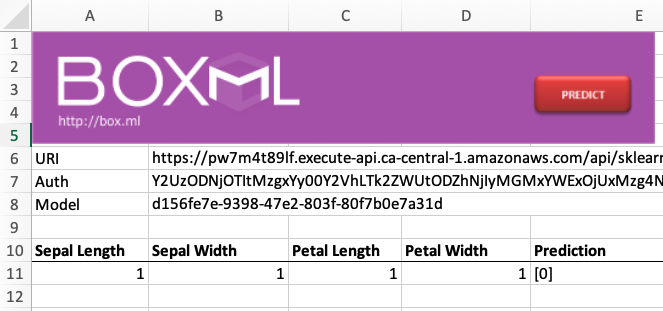 A B C D E
1
2 BOXML
3 PREDICT
4 http://box.ml
5
6 URI https://pw7m4t89lf.execute-api.ca-central-1.amazonaws.com/api/sklearn
7 Auth
8 Model d156fe7e-9398-47e2-803f-80f7b0e7a31d
9
10 Sepal Length Sepal Width Petal Length Petal Width Prediction
11 1 1 1 1 [0]
12